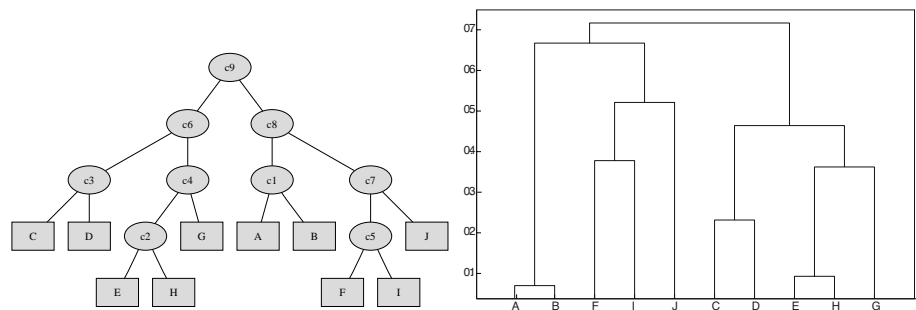 c9
c6 c8
c3 c4 c1 c7
C D c2 G A B c5 J
E H F I
07
06
05
04
03
02
01
A B F I J C D E H G